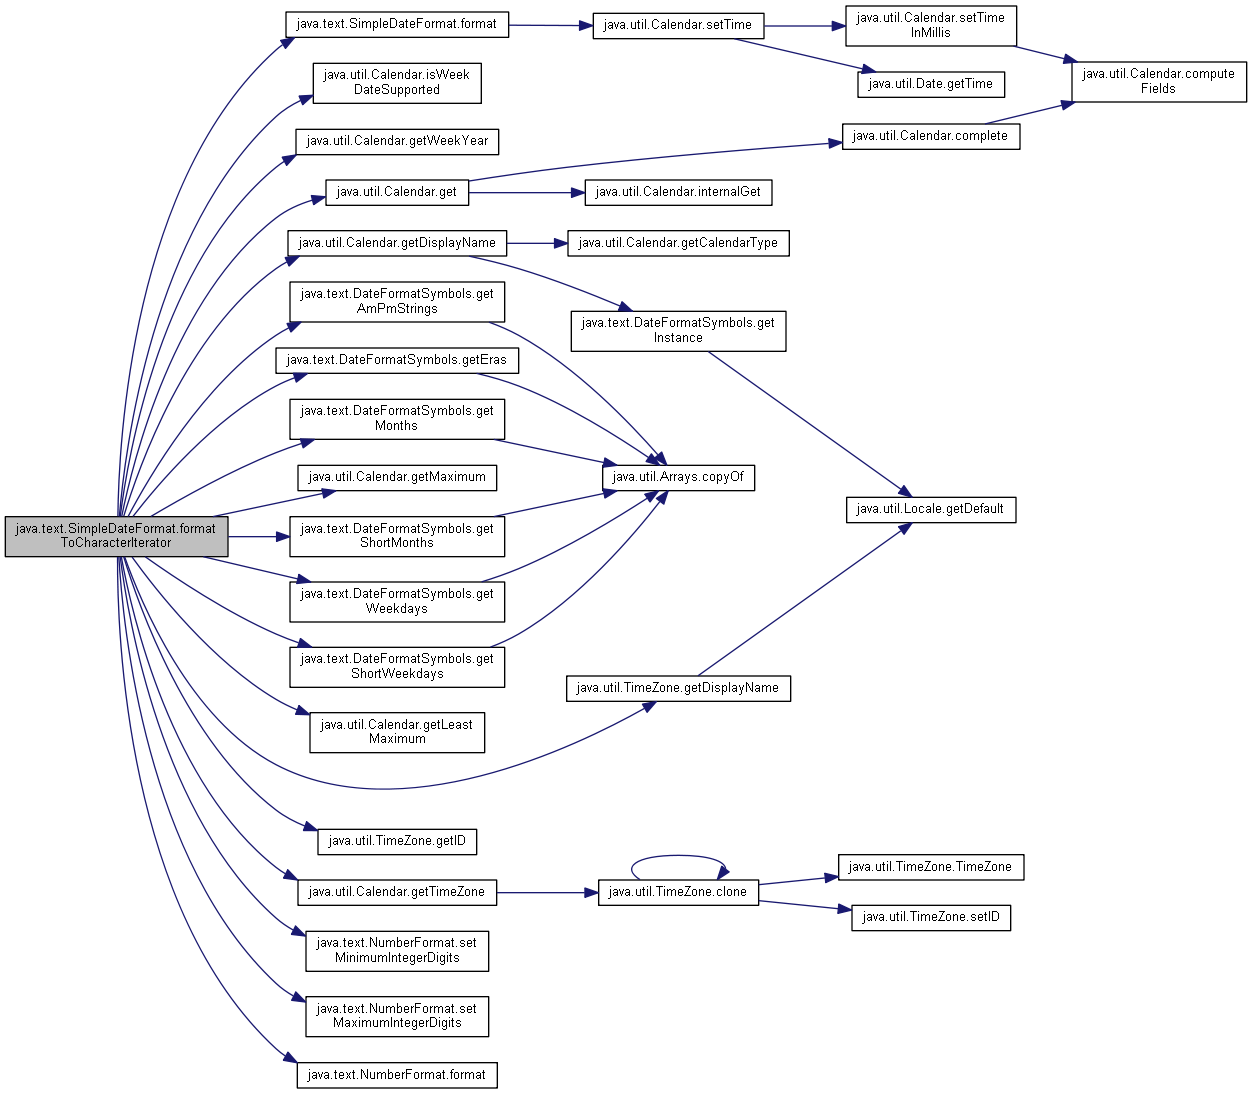 java.text.SimpleDateFormat.format
ToCharacterIterator
java.text.SimpleDateFormat.format
java.util.Calendar.isWeek
DateSupported
java.util.Calendar.getWeekYear
java.util.Calendar.get
java.util.Calendar.getDisplayName
java.text.DateFormatSymbols.get
AmPmStrings
java.text.DateFormatSymbols.getEras
java.text.DateFormatSymbols.get
Months
java.util.Calendar.getMaximum
java.text.DateFormatSymbols.get
ShortMonths
java.text.DateFormatSymbols.get
Weekdays
java.text.DateFormatSymbols.get
ShortWeekdays
java.util.Calendar.getLeast
Maximum
java.util.TimeZone.getID
java.util.Calendar.getTimeZone
java.text.NumberFormat.set
MinimumIntegerDigits
java.text.NumberFormat.set
MaximumIntegerDigits
java.text.NumberFormat.format
java.util.Calendar.setTime
java.util.Calendar.internalGet
java.util.Calendar.getCalendarType
java.text.DateFormatSymbols.get
Instance
java.util.Arrays.copyOf
java.util.TimeZone.getDisplayName
java.util.TimeZone.clone
java.util.Calendar.setTime
InMillis
java.util.Date.getTime
java.util.Calendar.complete
java.util.Locale.getDefault
java.util.TimeZone.TimeZone
java.util.TimeZone.setID
java.util.Calendar.compute
Fields